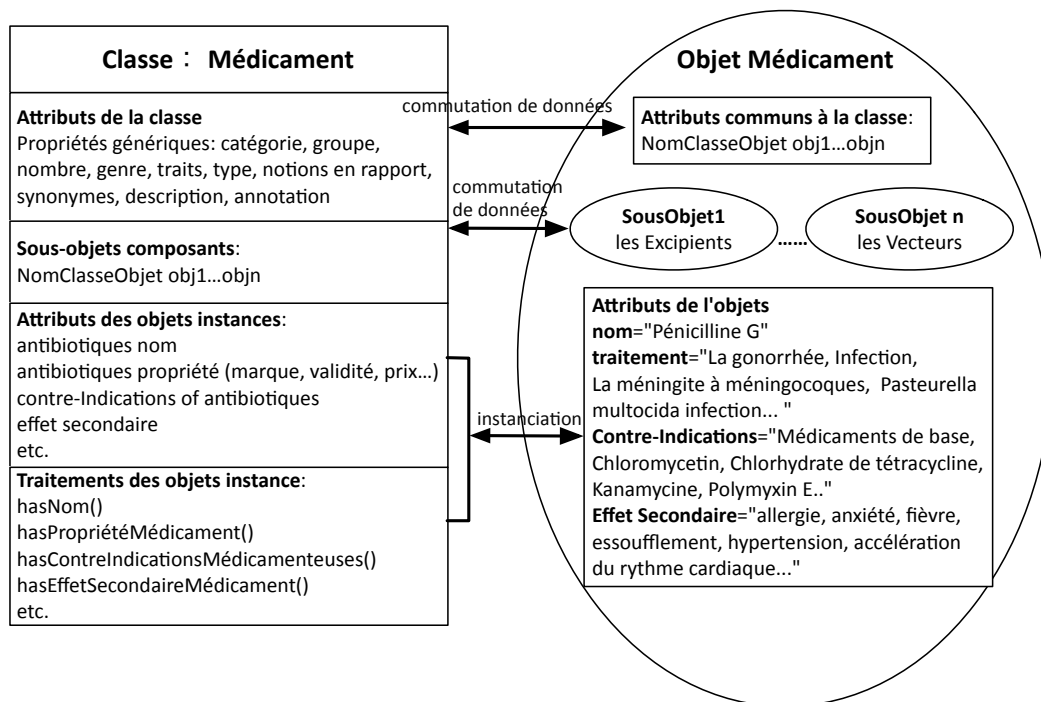 Classe : Médicament
Attributs de la classe
Propriétés génériques: catégorie, groupe,
nombre, genre, traits, type, notions en rapport,
synonymes, description, annotation
Sous-objets composants:
NomClasseObjet obj1...objn
Attributs des objets instances:
antibiotiques nom
antibiotiques propriété (marque, validité, prix...)
contre-Indications of antibiotiques
effet secondaire
etc.
Traitements des objets instance:
hasNom()
hasPropriétéMédicament()
hasContreIndicationsMédicamenteuses()
hasEffetSecondaireMédicament()
etc.
commutation de données
commutation
de données
instanciation
Objet Médicament
Attributs communs à la classe:
NomClasseObjet obj1...objn
SousObjet1
les Excipients
......
SousObjet n
les Vecteurs
Attributs de l'objets
nom="Pénicilline G"
traitement="La gonorrhée, Infection,
La méningite à méningocoques, Pasteurella
multocida infection... "
Contre-Indications="Médicaments de base,
Chloromycetin, Chlorhydrate de tétracycline,
Kanamycine, Polymyxin E.."
Effet Secondaire="allergie, anxiété, fièvre,
essoufflement, hypertension, accélération
du rythme cardiaque..."